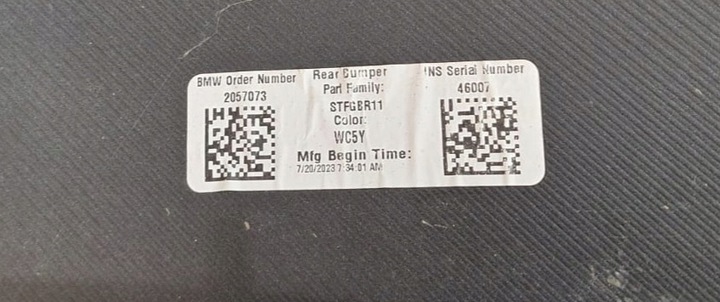 BMW Order Number
2057073
Rear Bumper
Part Family:
STFGBR11
Color:
WC5Y
Mfg Begin Time:
7/20/2023 7:34:01 AM
INS Serial Number
46007